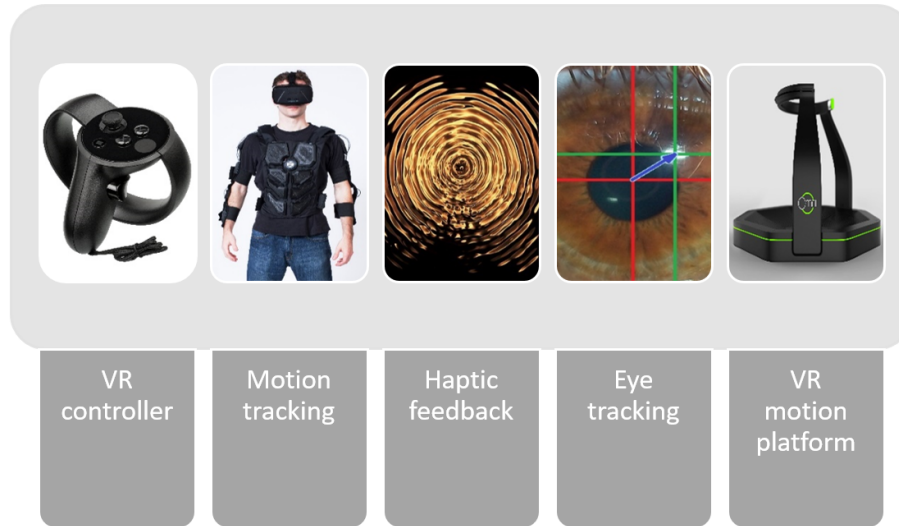 VR
controller
Motion
tracking
Haptic
feedback
Eye
tracking
VR
motion
platform